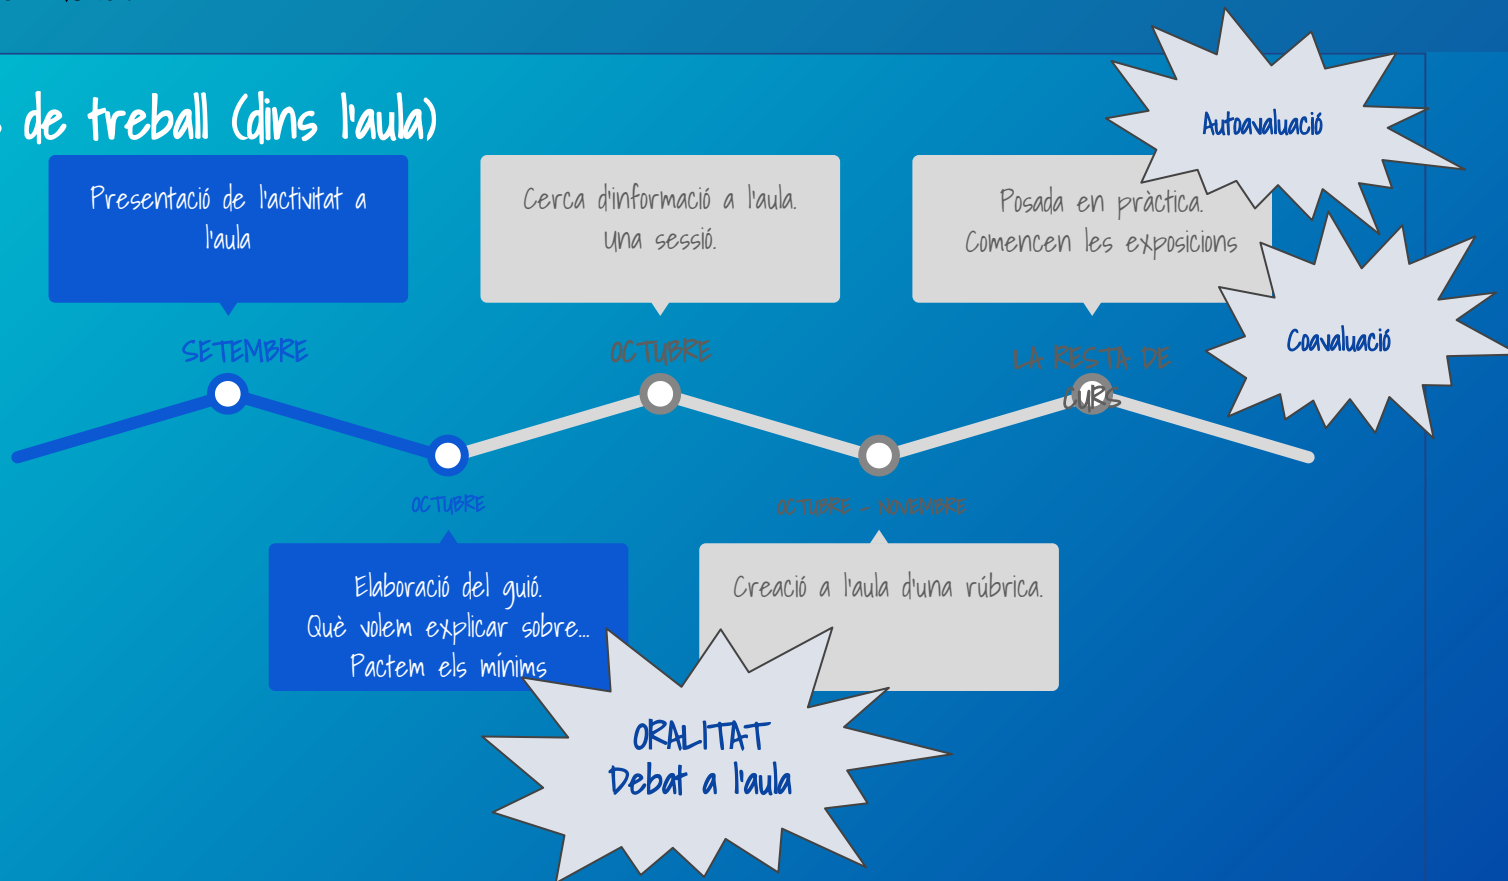 de treball (dins l'aula)
Autoavaluació
Presentació de l'activitat a
l'aula
Cerca d'informació a l'aula.
Una sessió.
Posada en pràctica.
Comencen les exposicions
Coavaluació
SETEMBRE
OCTUBRE
LA RESTA DE
CURS
OCTUBRE
OCTUBRE - NOVEMBRE
Elaboració del guió.
Què volem explicar sobre...
Pactem els mínims
Creació a l'aula d'una rúbrica.
ORALITAT
Debat a l'aula